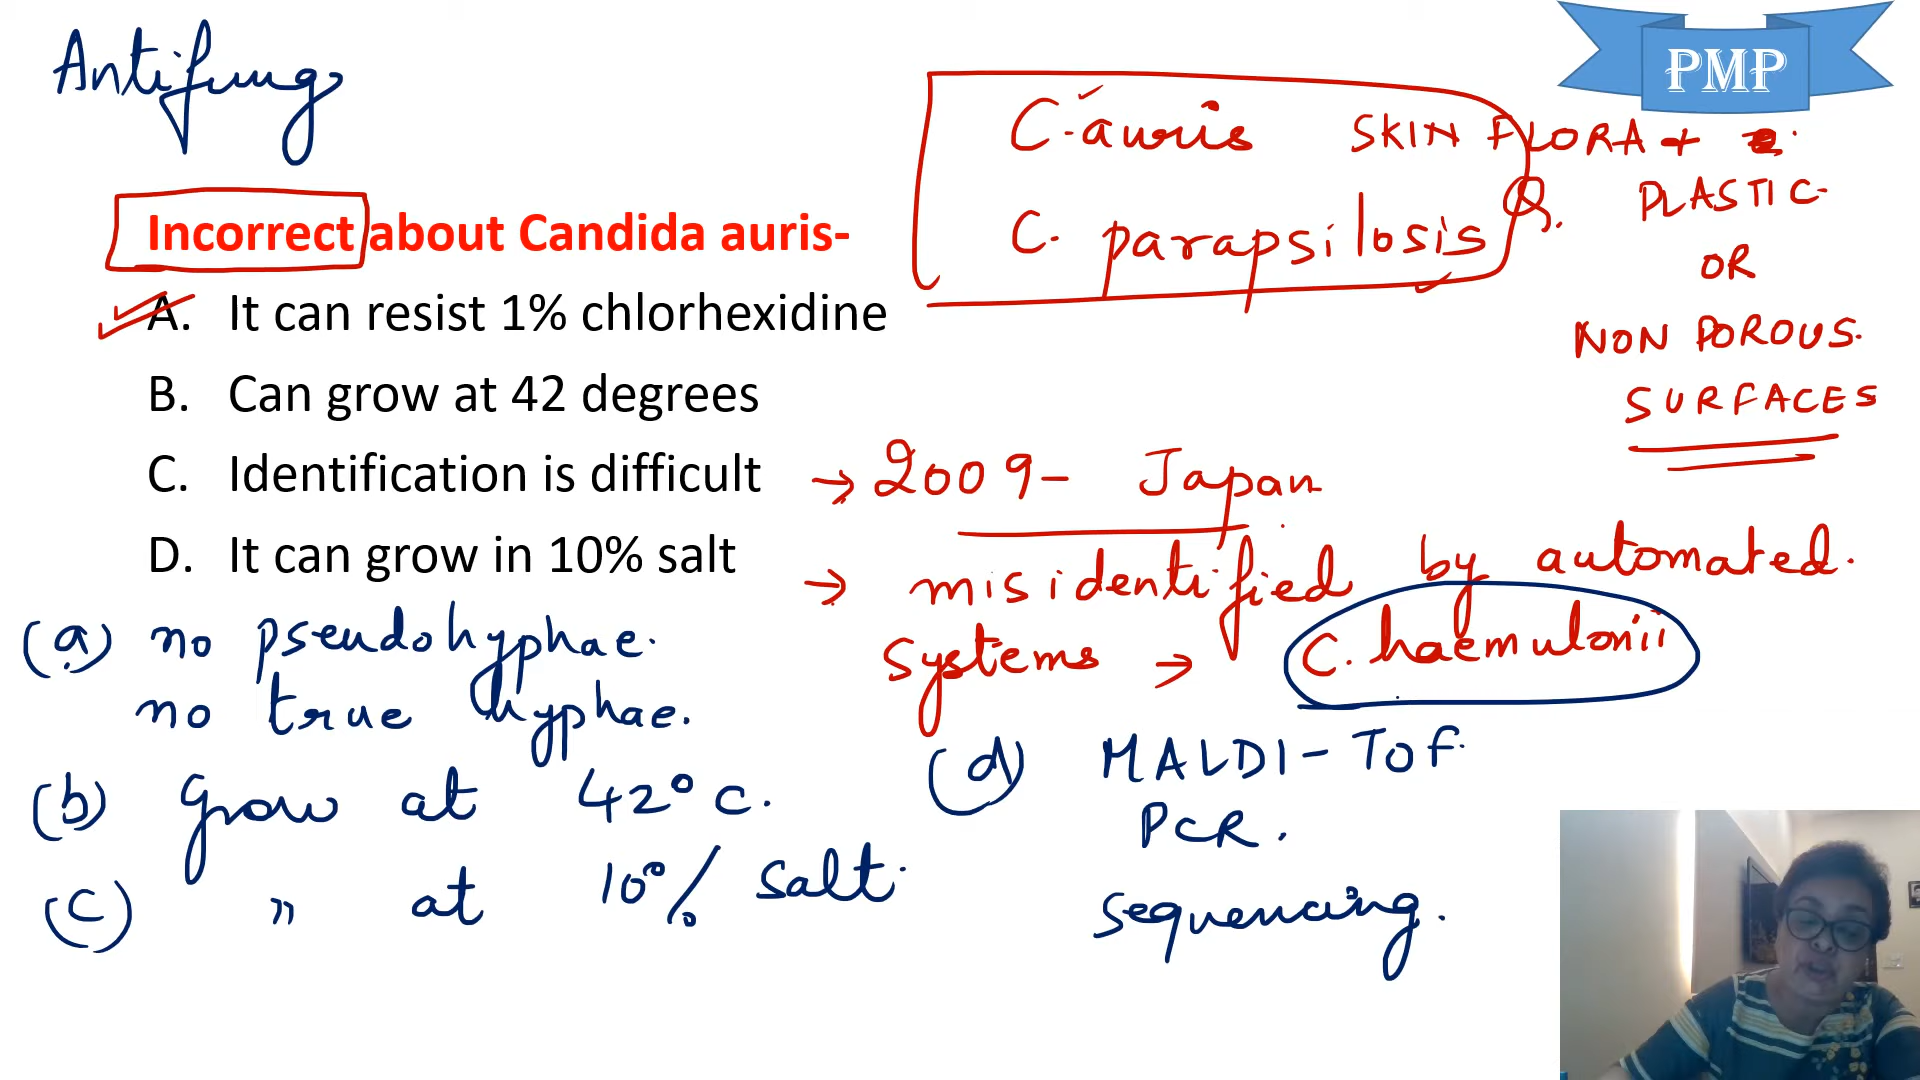 Antifung
PMP
C. auris SKIN FLORA +
C. parapsilosis
PLASTIC
OR
NON POROUS.
SURFACES
Incorrect about Candida auris-
A. It can resist 1% chlorhexidine
B. Can grow at 42 degrees
C. Identification is difficult
D. It can grow in 10% salt
→ 2009 - Japan
→ misidentified by automated.
systems → C. haemulonii
(a) no pseudohyphae.
no true hyphae.
(b) grow at 42° c.
(c) " at 10% salt.
(d) MALDI-TOF.
PCR.
sequencing.